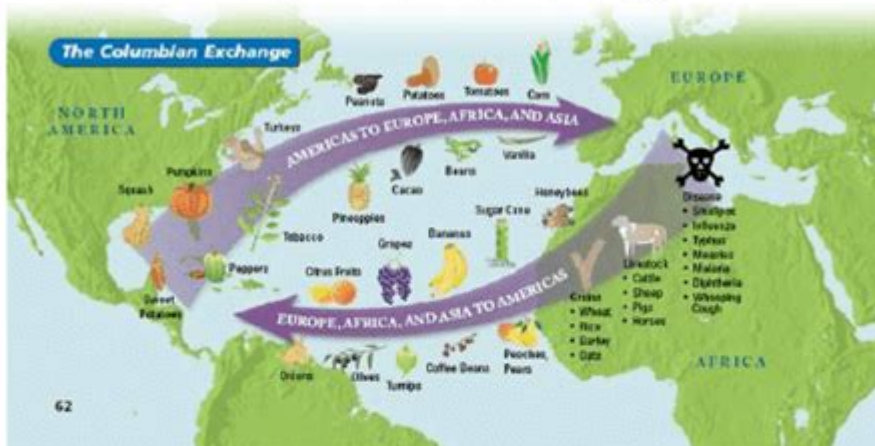 The Columbian Exchange
NORTH
AMERICA
EUROPE
AFRICA
AMERICAS TO EUROPE, AFRICA, AND ASIA
Peanuts
Potatoes
Tomatoes
Corn
Turkeys
Pumpkins
Squash
Sweet
Potatoes
Peppers
Tobacco
Pineapples
Cacao
Beans
Vanilla
EUROPE, AFRICA, AND ASIA TO AMERICAS
Citrus Fruits
Grapes
Bananas
Sugar Cane
Honeybees
Onions
Olives
Turnips
Coffee Beans
Peaches,
Pears
Grains
• Wheat
• Rice
• Barley
• Oats
Livestock
• Cattle
• Sheep
• Pigs
• Horses
Disease
• Smallpox
• Influenza
• Typhus
• Measles
• Malaria
• Diphtheria
• Whooping
Cough
62